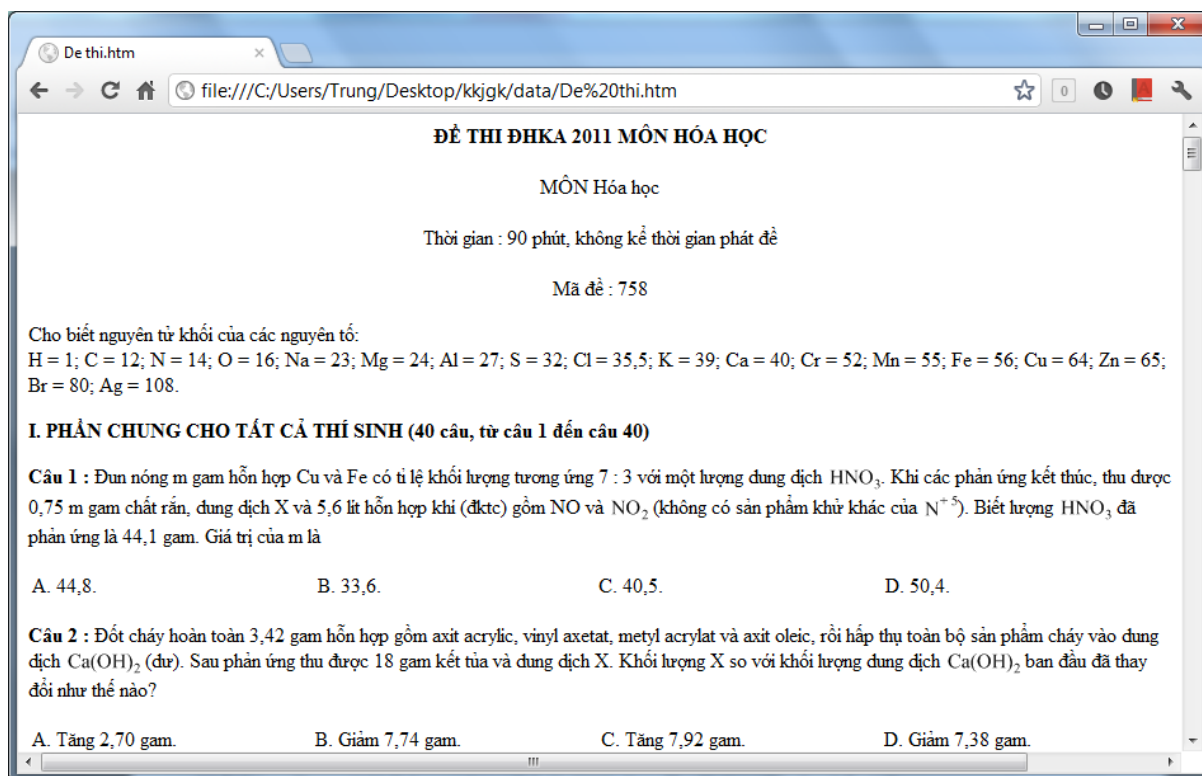 De thi.htm
file:///C:/Users/Trung/Desktop/kkjgk/data/De%20thi.htm
0
A
ĐỀ THI ĐHKA 2011 MÔN HÓA HỌC
MÔN Hóa học
Thời gian : 90 phút, không kể thời gian phát đề
Mã đề : 758
Cho biết nguyên tử khối của các nguyên tố:
H = 1; C = 12; N = 14; O = 16; Na = 23; Mg = 24; Al = 27; S = 32; Cl = 35,5; K = 39; Ca = 40; Cr = 52; Mn = 55; Fe = 56; Cu = 64; Zn = 65;
Br = 80; Ag = 108.
I. PHẦN CHUNG CHO TẤT CẢ THÍ SINH (40 câu, từ câu 1 đến câu 40)
Câu 1 : Đun nóng m gam hỗn hợp Cu và Fe có tỉ lệ khối lượng tương ứng 7 : 3 với một lượng dung dịch HNO₃. Khi các phản ứng kết thúc, thu được
0,75 m gam chất rắn, dung dịch X và 5,6 lít hỗn hợp khí (đktc) gồm NO và NO₂ (không có sản phẩm khử khác của N⁺⁵). Biết lượng HNO₃ đã
phản ứng là 44,1 gam. Giá trị của m là
A. 44,8. B. 33,6. C. 40,5. D. 50,4.
Câu 2 : Đốt cháy hoàn toàn 3,42 gam hỗn hợp gồm axit acrylic, vinyl axetat, metyl acrylat và axit oleic, rồi hấp thụ toàn bộ sản phẩm cháy vào dung
dịch Ca(OH)₂ (dư). Sau phản ứng thu được 18 gam kết tủa và dung dịch X. Khối lượng X so với khối lượng dung dịch Ca(OH)₂ ban đầu đã thay
đổi như thế nào?
A. Tăng 2,70 gam. B. Giảm 7,74 gam. C. Tăng 7,92 gam. D. Giảm 7,38 gam.